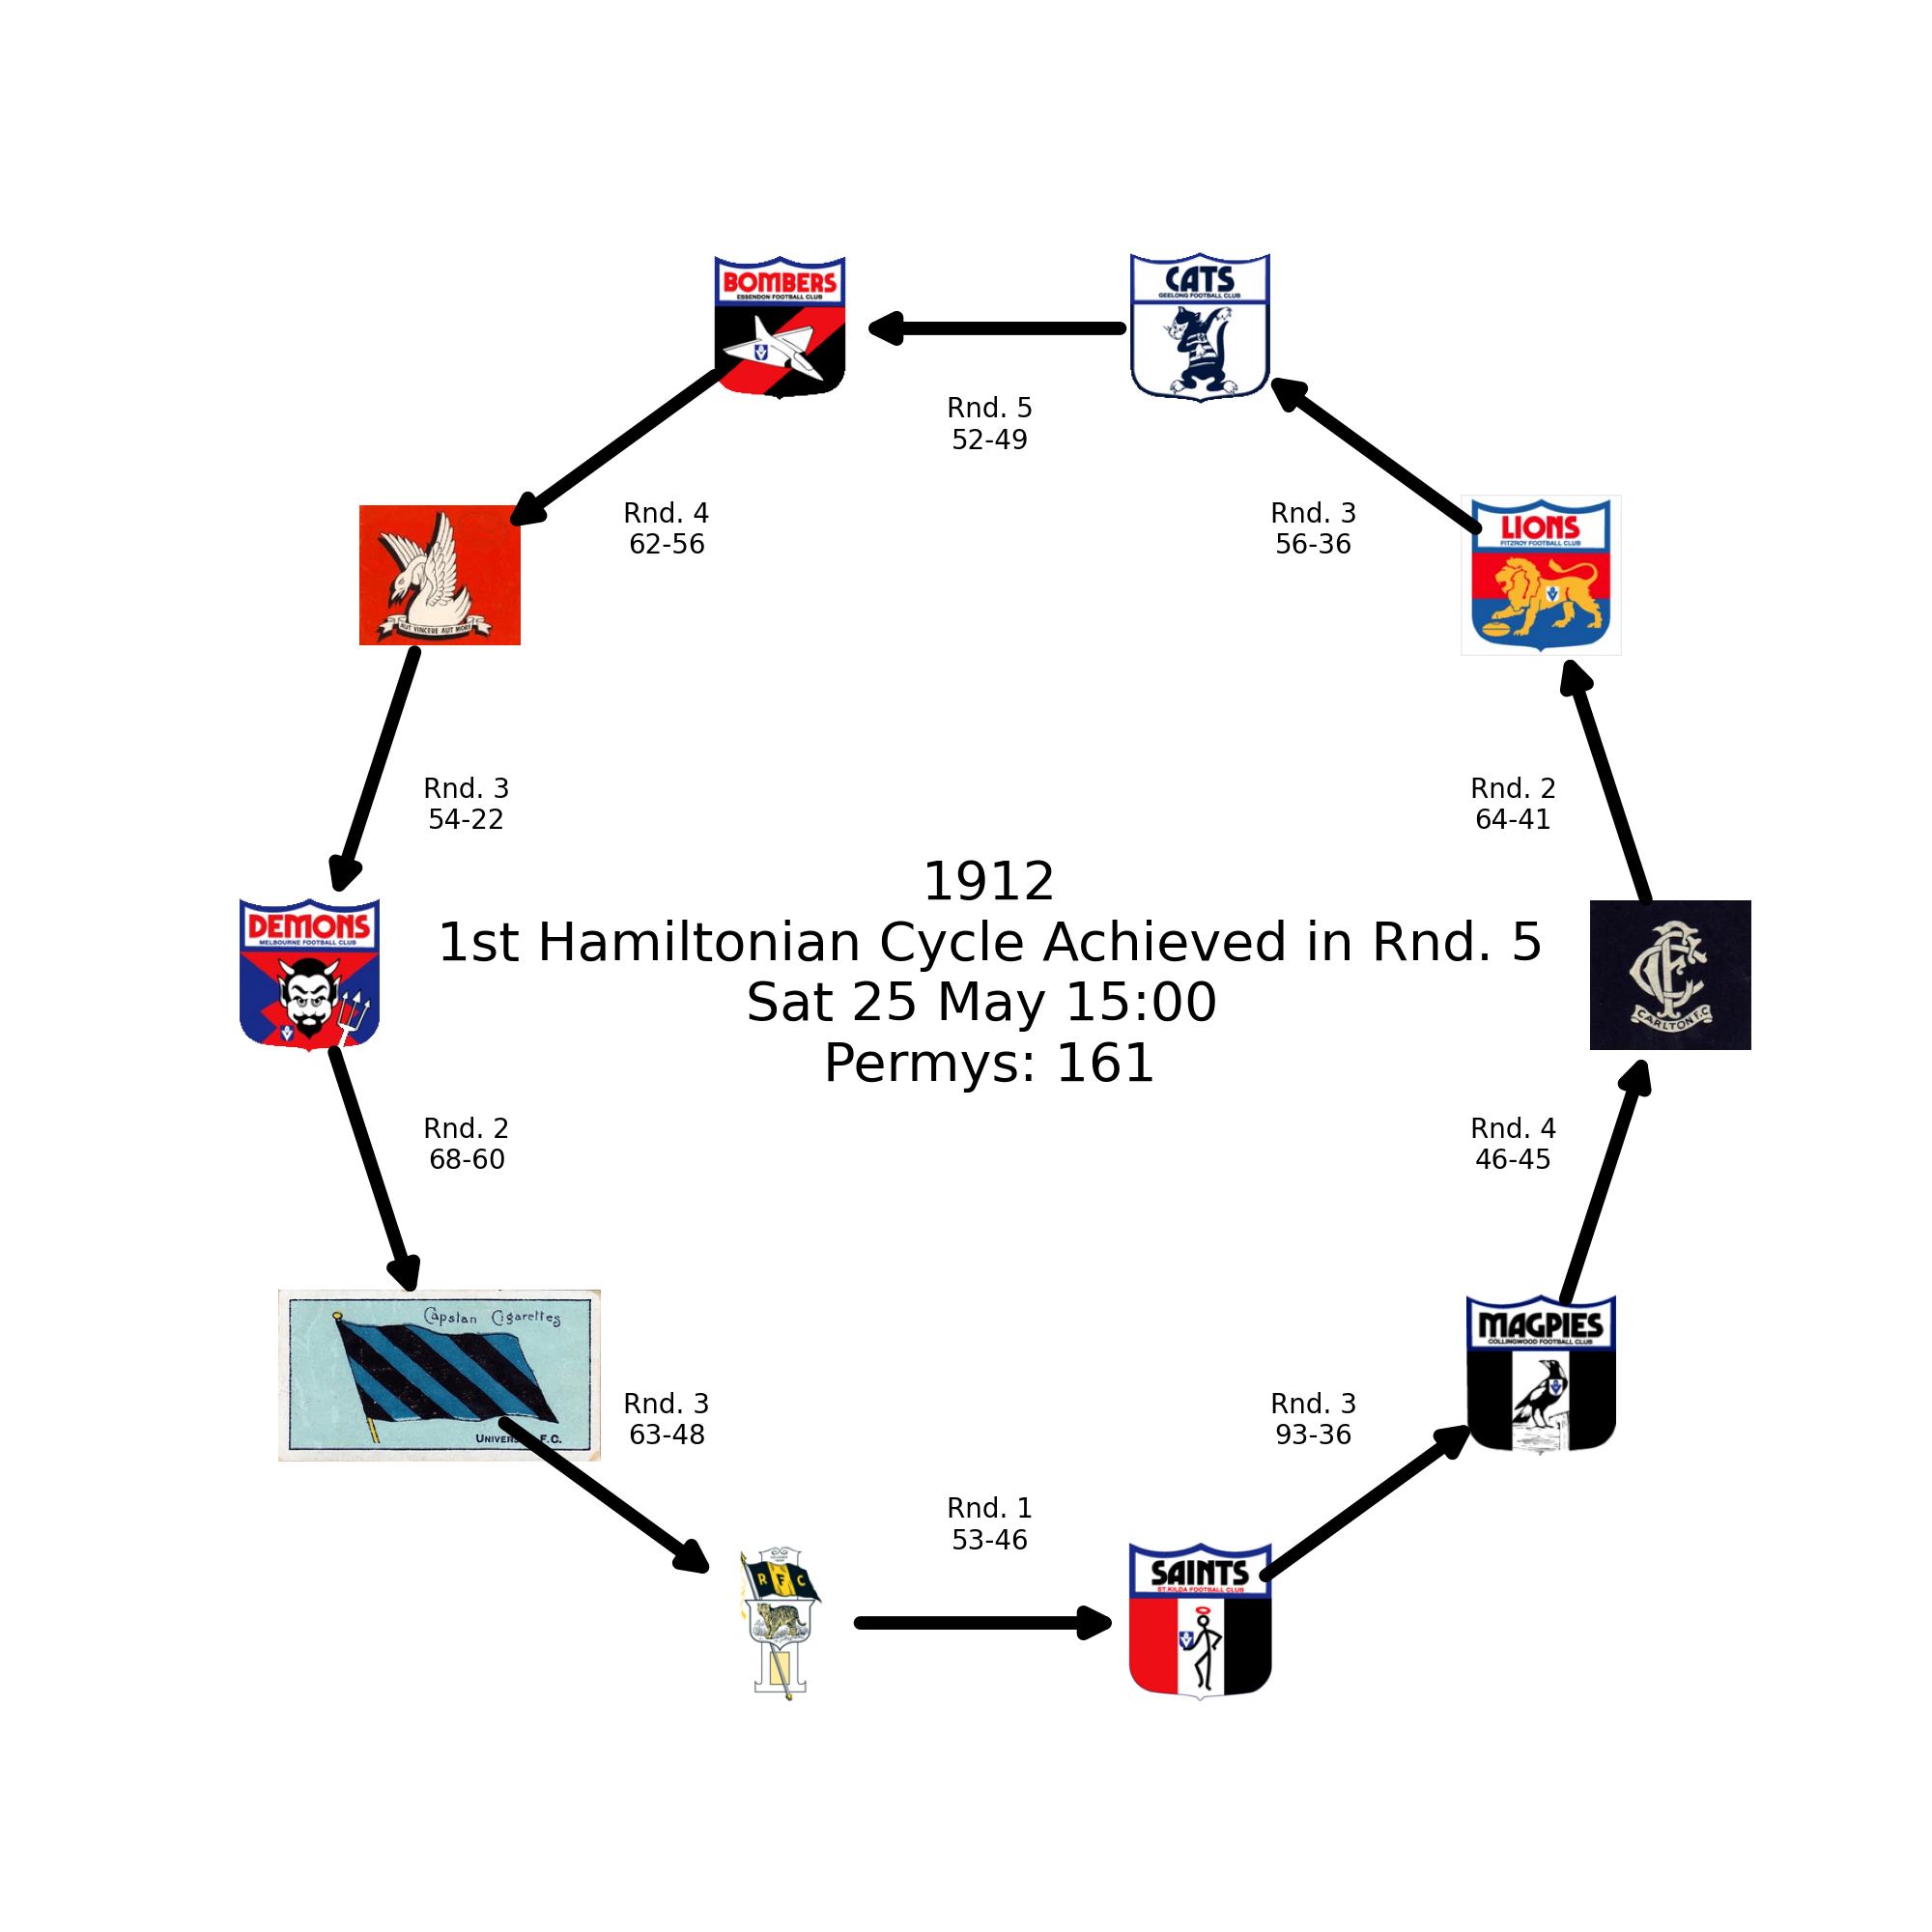 BOMBERS
ESSENDON FOOTBALL CLUB
CATS
GEELONG FOOTBALL CLUB
Rnd. 5
52-49
Rnd. 4
62-56
Rnd. 3
56-36
LIONS
FITZROY FOOTBALL CLUB
AUT VINCERE AUT MORI
Rnd. 3
54-22
Rnd. 2
64-41
1912
1st Hamiltonian Cycle Achieved in Rnd. 5
Sat 25 May 15:00
Permys: 161
DEMONS
MELBOURNE FOOTBALL CLUB
CFC
CARLTON F.C
Rnd. 2
68-60
Rnd. 4
46-45
Capstan Cigarettes
F.C.
MAGPIES
COLLINGWOOD FOOTBALL CLUB
Rnd. 3
63-48
Rnd. 3
93-36
Rnd. 1
53-46
R F C
SAINTS
ST.KILDA FOOTBALL CLUB